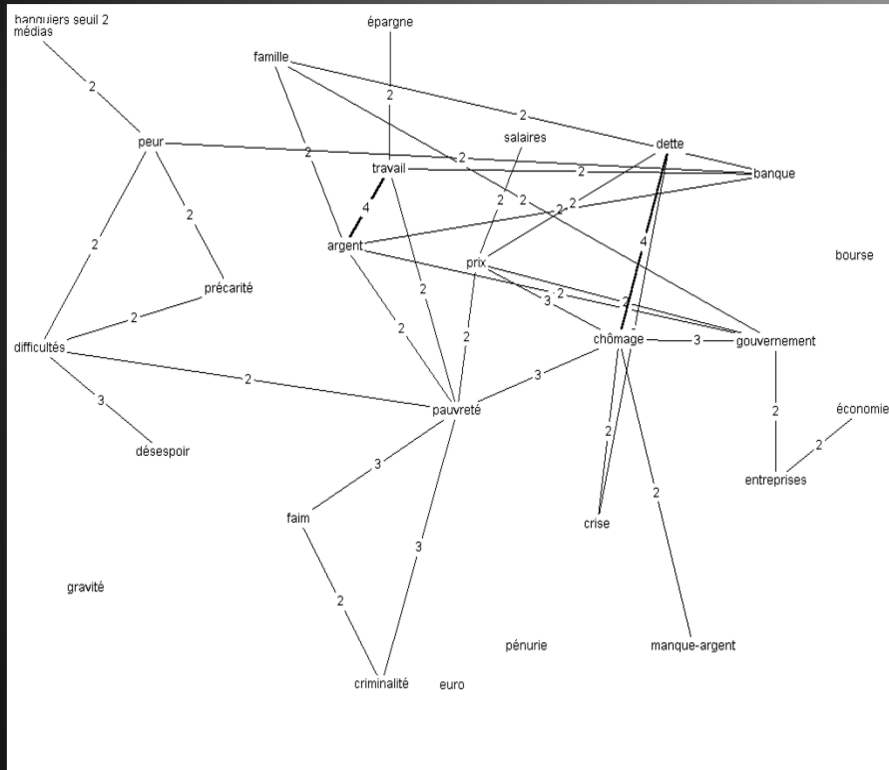 banquiers seuil 2
médias
épargne
famille
2
2
2
salaires
peur
2
dette
2
travail
2
banque
2
4
2
2
2
2
2
argent
2
4
prix
bourse
précarité
2
2
3
2
2
difficultés
2
2
chômage
3
gouvernement
2
3
pauvreté
3
2
économie
désespoir
2
2
entreprises
3
2
faim
crise
3
gravité
2
pénurie
manque-argent
criminalité
euro